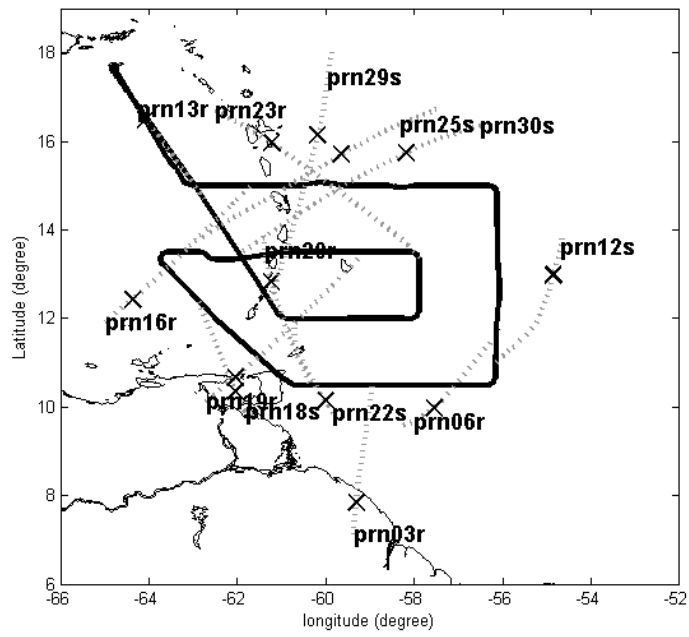 18
16
14
12
10
8
6
Latitude (degree)
prn29s
prn13r
prn23r
prn25s
prn30s
prn20r
prn12s
prn16r
prn19r
prn18s
prn22s
prn06r
prn03r
-66
-64
-62
-60
-58
-56
-54
-52
longitude (degree)